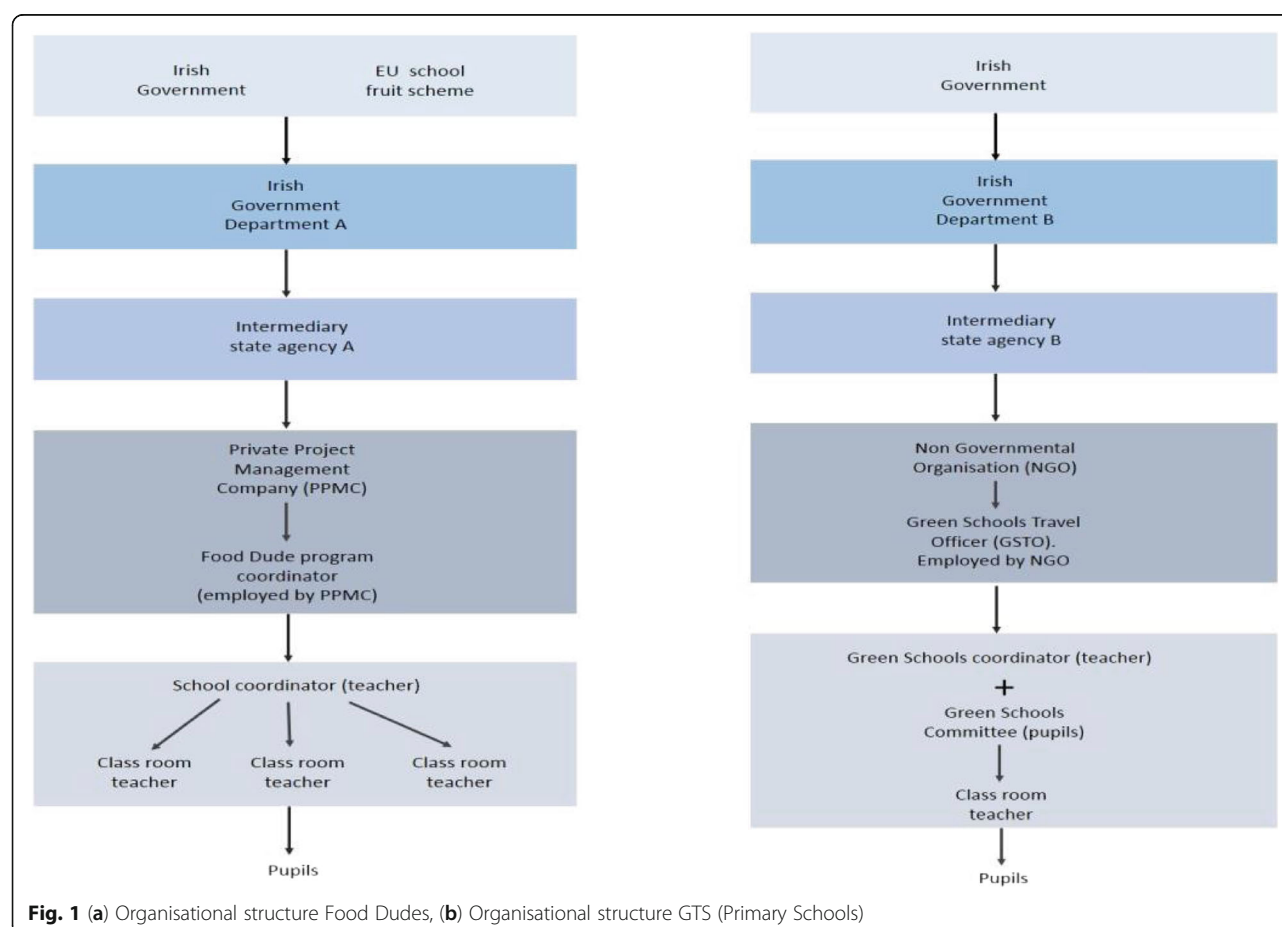 Irish
Government
EU school
fruit scheme
Irish
Government
Department A
Intermediary
state agency A
Private Project
Management
Company (PPMC)
Food Dude program
coordinator
(employed by PPMC)
School coordinator (teacher)
Class room
teacher
Class room
teacher
Class room
teacher
Pupils
Irish
Government
Irish
Government
Department B
Intermediary
state agency B
Non Governmental
Organisation (NGO)
Green Schools Travel
Officer (GSTO).
Employed by NGO
Green Schools coordinator (teacher)
+
Green Schools
Committee (pupils)
Class room
teacher
Pupils
Fig. 1 (a) Organisational structure Food Dudes, (b) Organisational structure GTS (Primary Schools)